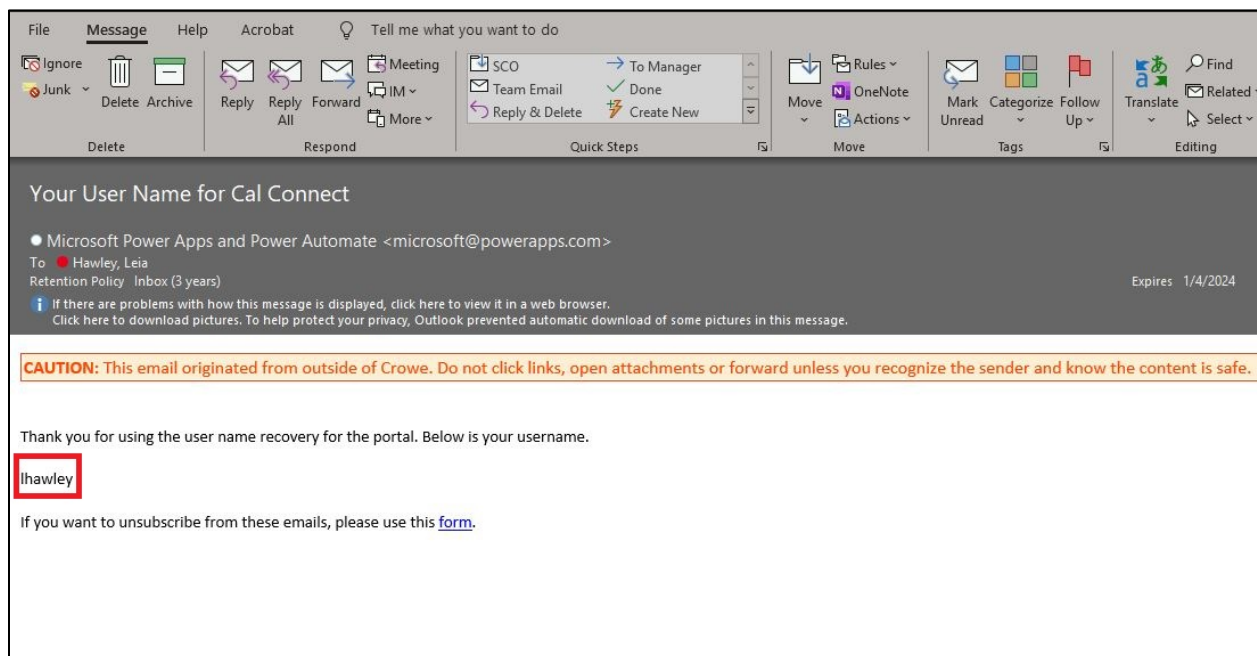 File Message Help Acrobat Tell me what you want to do
Ignore
Junk
Delete Archive
Delete
Reply Reply All Forward
Meeting
IM
More
Respond
SCO To Manager
Team Email Done
Reply & Delete Create New
Quick Steps
Move
Rules
OneNote
Actions
Move
Mark Unread Categorize Follow Up
Tags
あ
a
Translate
Find
Related
Select
Editing
Your User Name for Cal Connect
Microsoft Power Apps and Power Automate <microsoft@powerapps.com>
To Hawley, Leia
Retention Policy Inbox (3 years) Expires 1/4/2024
If there are problems with how this message is displayed, click here to view it in a web browser.
Click here to download pictures. To help protect your privacy, Outlook prevented automatic download of some pictures in this message.
CAUTION: This email originated from outside of Crowe. Do not click links, open attachments or forward unless you recognize the sender and know the content is safe.
Thank you for using the user name recovery for the portal. Below is your username.
lhawley
If you want to unsubscribe from these emails, please use this form.